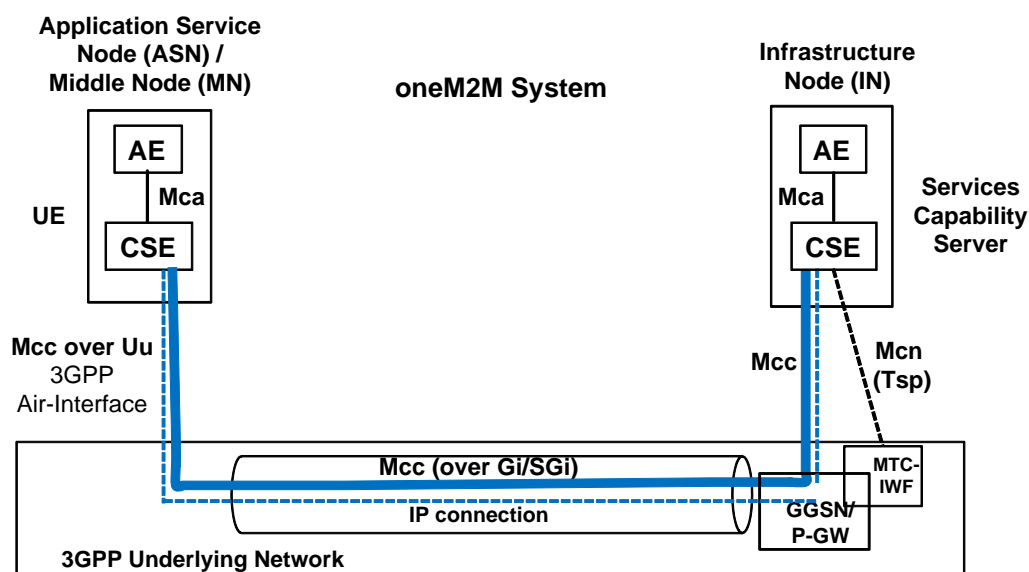 Application Service
Node (ASN) /
Middle Node (MN)
oneM2M System
Infrastructure
Node (IN)
AE
Mca
UE
CSE
AE
Mca
CSE
Services
Capability
Server
Mcc over Uu
3GPP
Air-Interface
Mcc
Mcn
(Tsp)
Mcc (over Gi/SGi)
IP connection
MTC-
IWF
GGSN/
P-GW
3GPP Underlying Network